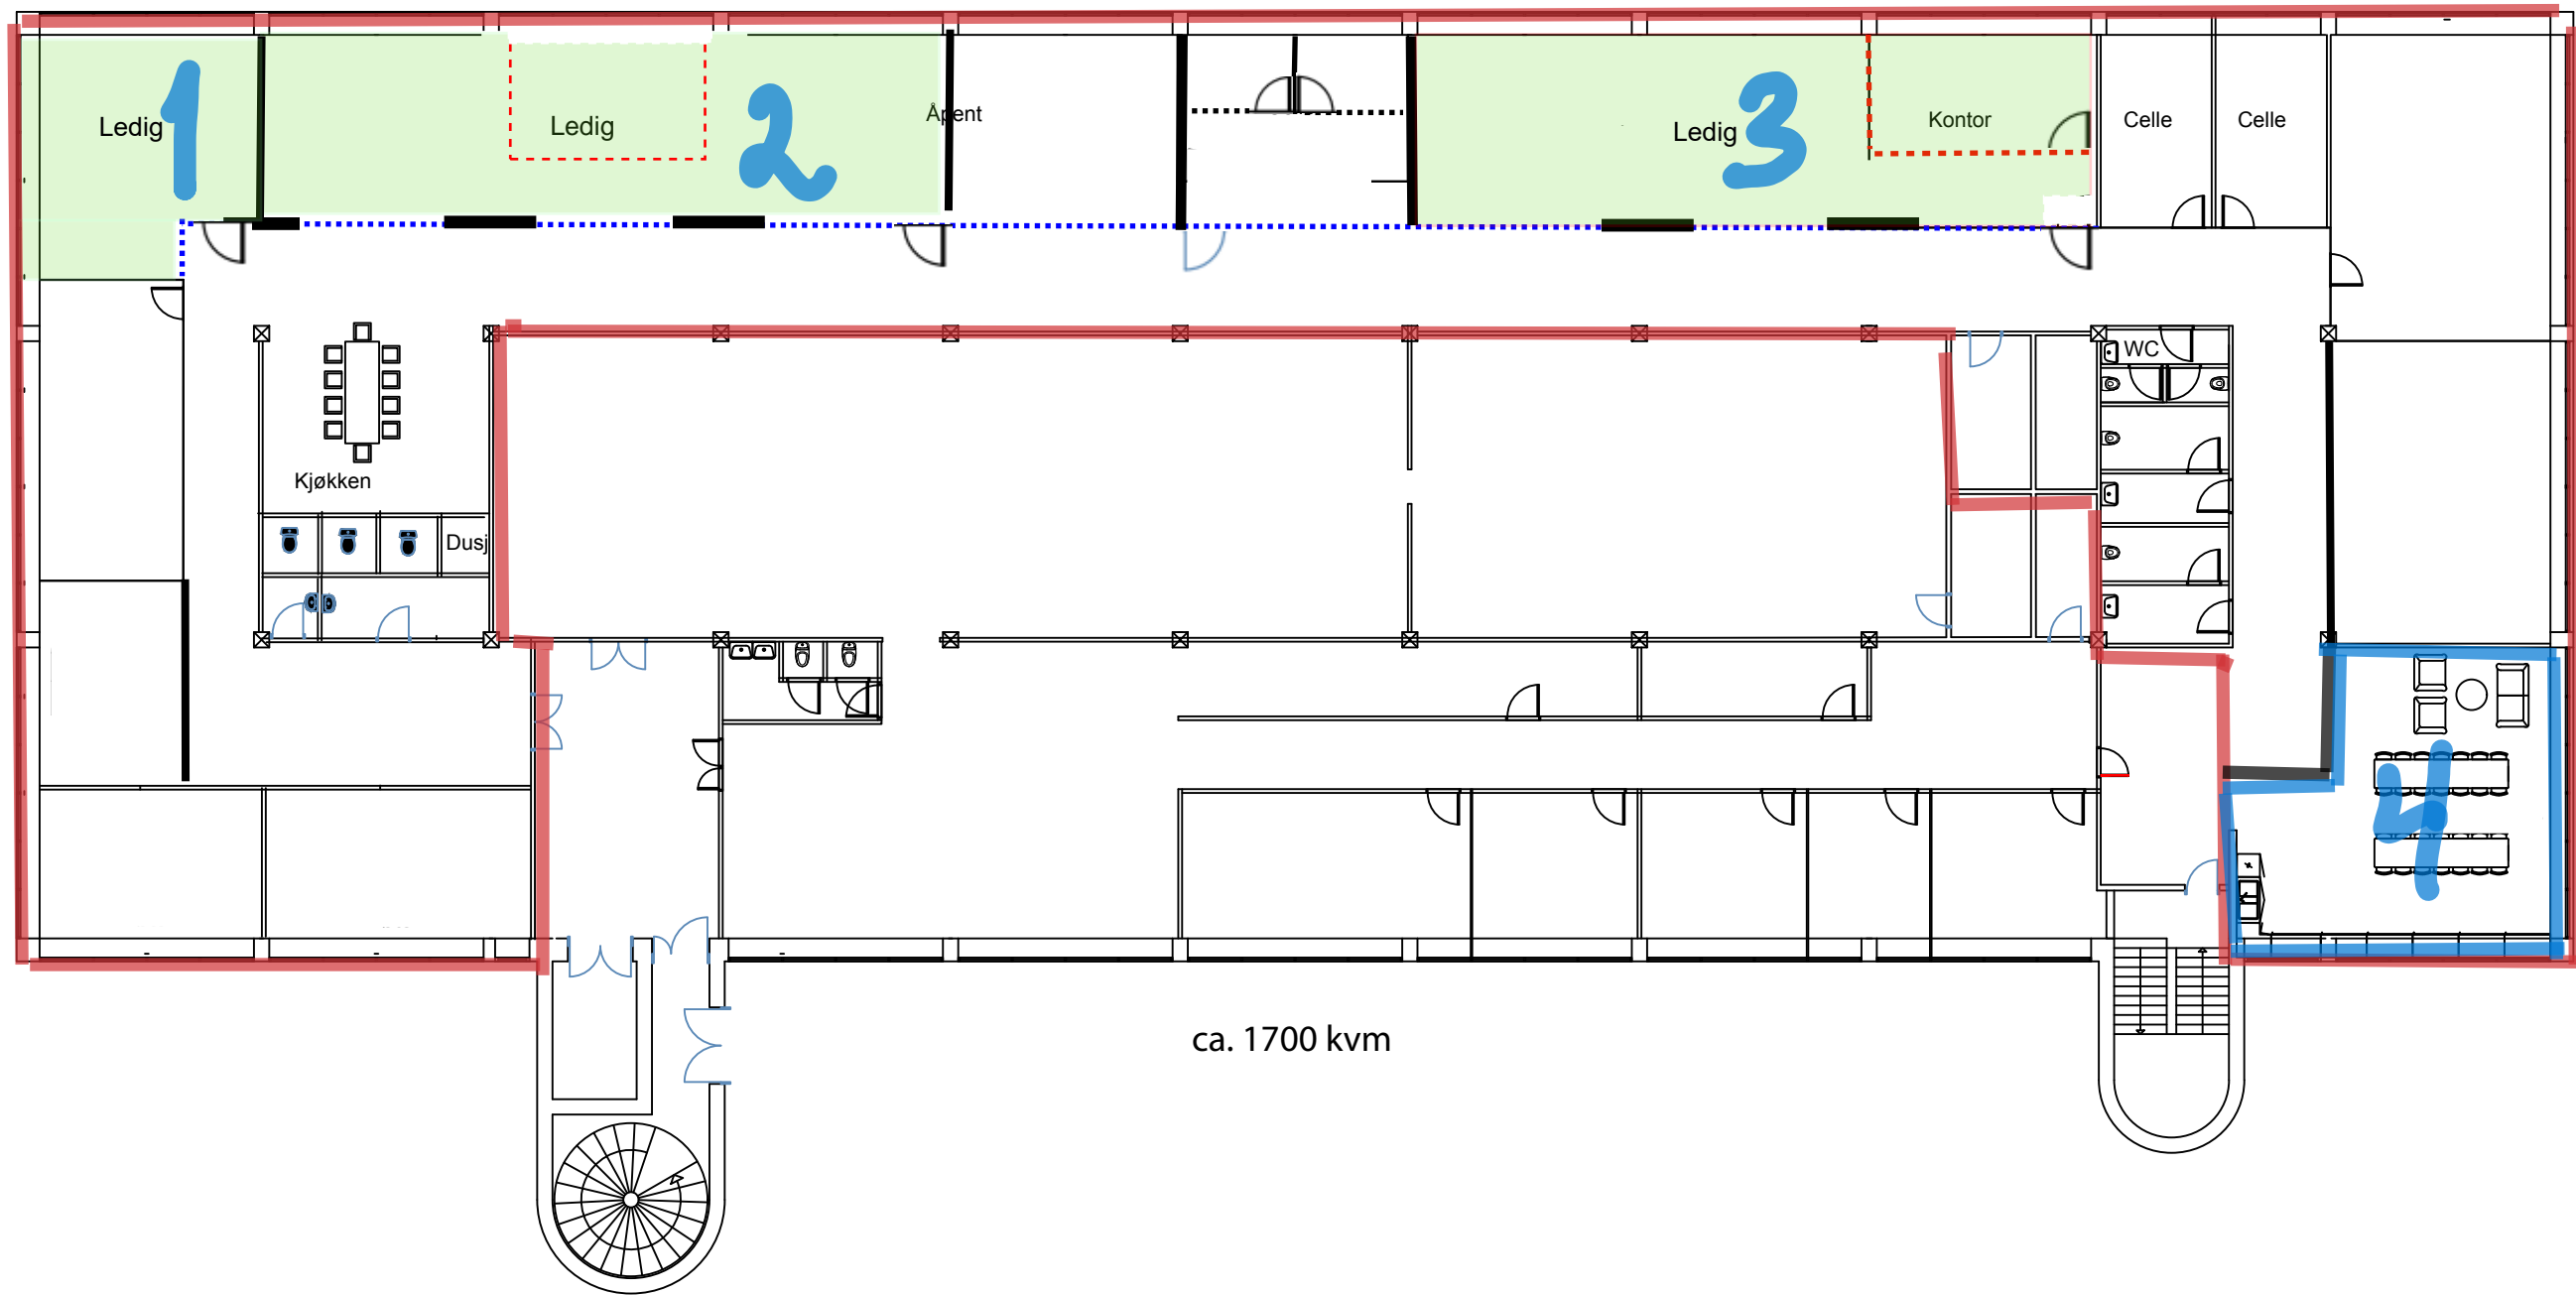 Ledig 1
Ledig 2
Åpent
Ledig 3
Kontor
Celle
Celle
WC
Kjøkken
Dusj
4
ca. 1700 kvm